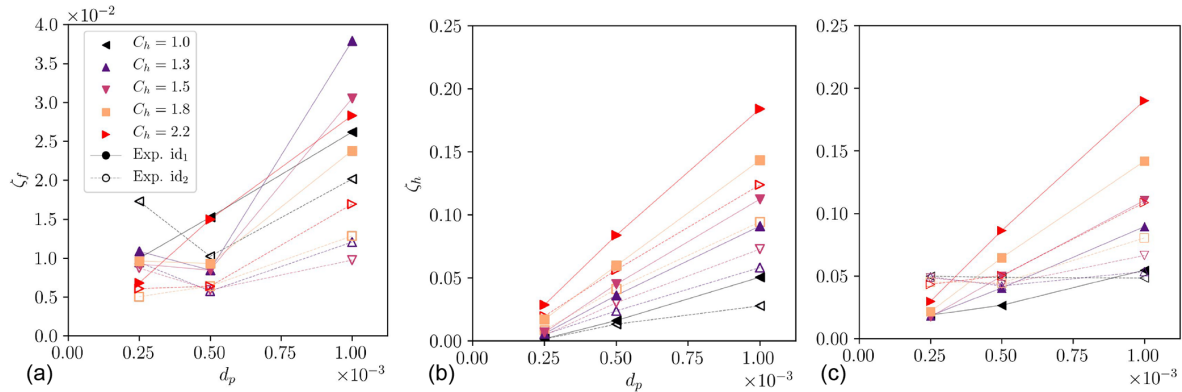 ×10⁻²
4.0
3.5
3.0
2.5
2.0
1.5
1.0
0.5
0.0
ζ_f
C_h = 1.0
C_h = 1.3
C_h = 1.5
C_h = 1.8
C_h = 2.2
Exp. id₁
Exp. id₂
0.00 0.25 0.50 0.75 1.00
(a) d_p ×10⁻³
0.25
0.20
0.15
0.10
0.05
0.00
ζ_h
0.00 0.25 0.50 0.75 1.00
(b) d_p ×10⁻³
0.25
0.20
0.15
0.10
0.05
0.00
0.00 0.25 0.50 0.75 1.00
(c) ×10⁻³